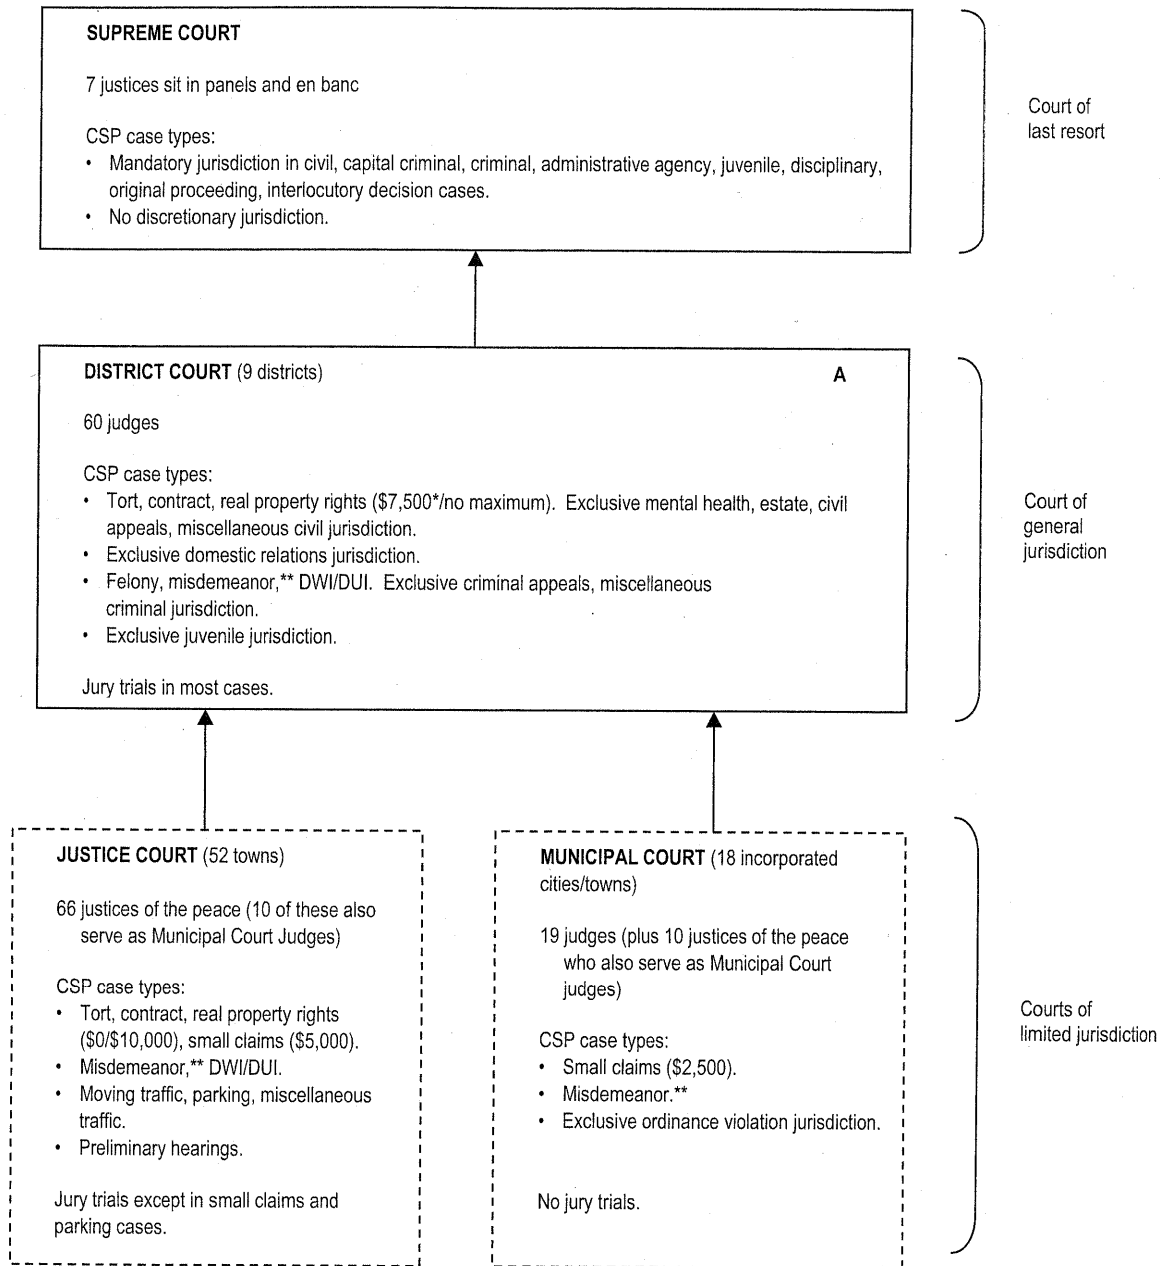 SUPREME COURT
7 justices sit in panels and en banc
CSP case types:
• Mandatory jurisdiction in civil, capital criminal, criminal, administrative agency, juvenile, disciplinary,
original proceeding, interlocutory decision cases.
• No discretionary jurisdiction.
Court of
last resort
DISTRICT COURT (9 districts)
A
60 judges
CSP case types:
• Tort, contract, real property rights ($7,500*/no maximum). Exclusive mental health, estate, civil
appeals, miscellaneous civil jurisdiction.
• Exclusive domestic relations jurisdiction.
• Felony, misdemeanor,** DWI/DUI. Exclusive criminal appeals, miscellaneous
criminal jurisdiction.
• Exclusive juvenile jurisdiction.
Jury trials in most cases.
Court of
general
jurisdiction
JUSTICE COURT (52 towns)
66 justices of the peace (10 of these also
serve as Municipal Court Judges)
CSP case types:
• Tort, contract, real property rights
($0/$10,000), small claims ($5,000).
• Misdemeanor,** DWI/DUI.
• Moving traffic, parking, miscellaneous
traffic.
• Preliminary hearings.
Jury trials except in small claims and
parking cases.
MUNICIPAL COURT (18 incorporated
cities/towns)
19 judges (plus 10 justices of the peace
who also serve as Municipal Court
judges)
CSP case types:
• Small claims ($2,500).
• Misdemeanor.**
• Exclusive ordinance violation jurisdiction.
No jury trials.
Courts of
limited jurisdiction